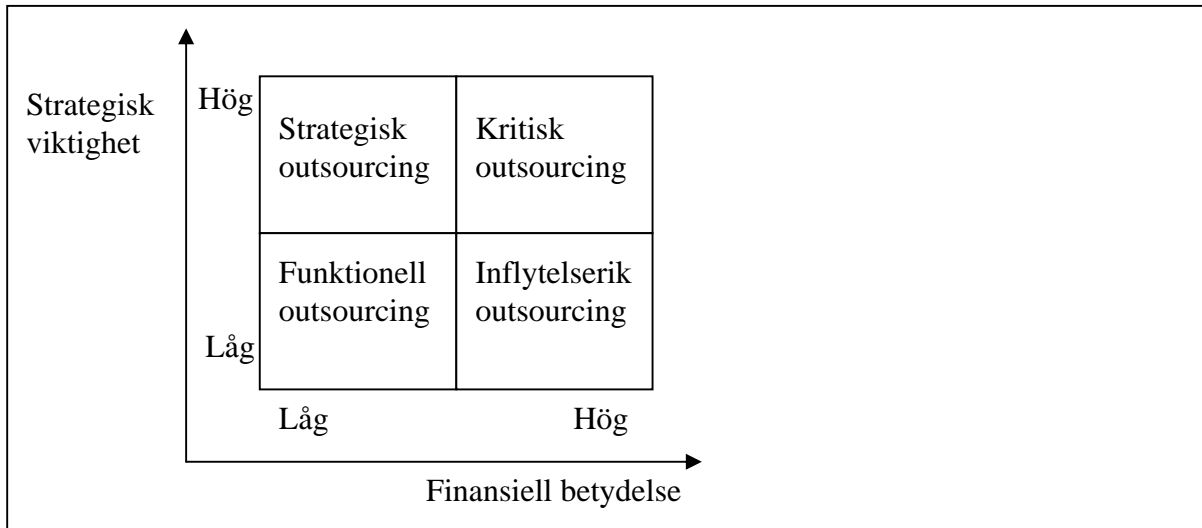 Strategisk
viktighet
Hög
Strategisk
outsourcing
Kritisk
outsourcing
Funktionell
outsourcing
Inflytelserik
outsourcing
Låg
Låg
Hög
Finansiell betydelse